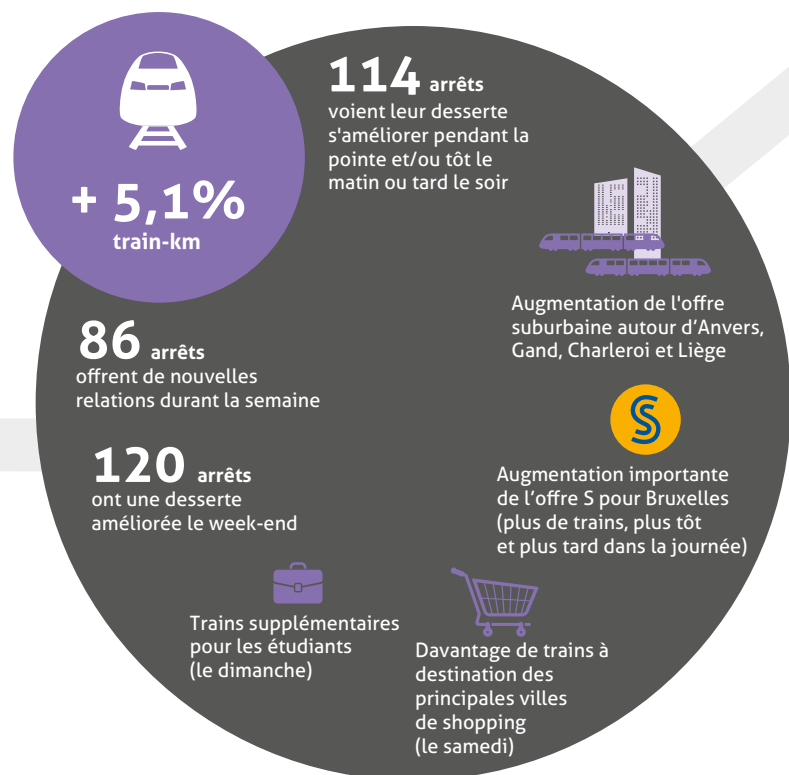 + 5,1%
train-km
114 arrêts
voient leur desserte
s'améliorer pendant la
pointe et/ou tôt le
matin ou tard le soir
Augmentation de l'offre
suburbaine autour d’Anvers,
Gand, Charleroi et Liège
86 arrêts
offrent de nouvelles
relations durant la semaine
S
Augmentation importante
de l’offre S pour Bruxelles
(plus de trains, plus tôt
et plus tard dans la journée)
120 arrêts
ont une desserte
améliorée le week-end
Trains supplémentaires
pour les étudiants
(le dimanche)
Davantage de trains à
destination des
principales villes
de shopping
(le samedi)